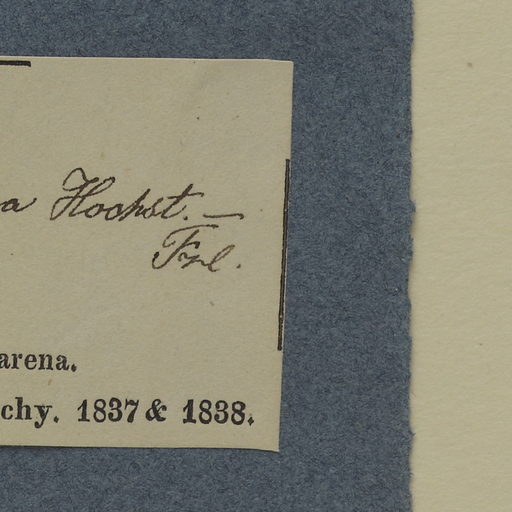 a Hochst. —
Fzl.
arena.
chy. 1837 & 1838.